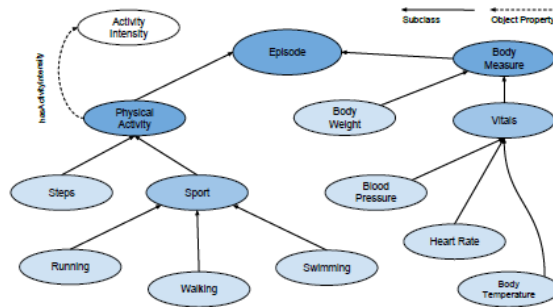 Activity
Intensity
Subclass
Object Property
hasActivityIntensity
Episode
Body
Measure
Physical
Activity
Body
Weight
Vitals
Steps
Sport
Blood
Pressure
Running
Walking
Swimming
Heart Rate
Body
Temperature